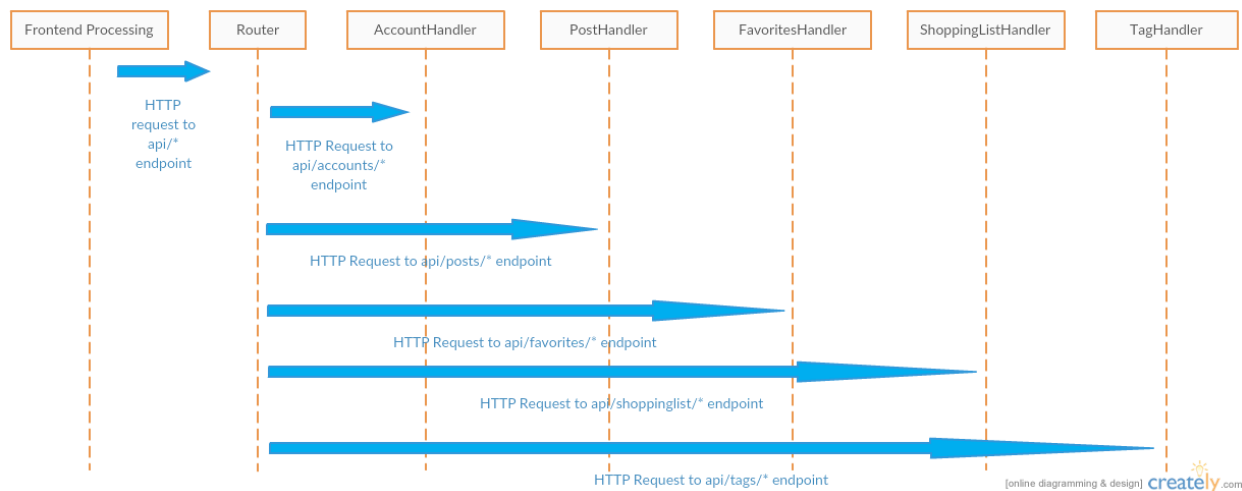 Frontend Processing
Router
AccountHandler
PostHandler
FavoritesHandler
ShoppingListHandler
TagHandler
HTTP
request to
api/*
endpoint
HTTP Request to
api/accounts/*
endpoint
HTTP Request to api/posts/* endpoint
HTTP Request to api/favorites/* endpoint
HTTP Request to api/shoppinglist/* endpoint
HTTP Request to api/tags/* endpoint
[online diagramming & design] creately.com